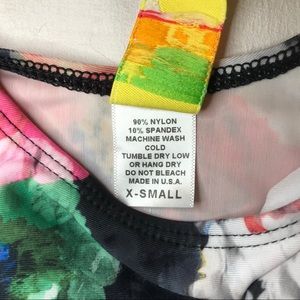 90% NYLON
10% SPANDEX
MACHINE WASH
COLD
TUMBLE DRY LOW
OR HANG DRY
DO NOT BLEACH
MADE IN U.S.A.
X-SMALL